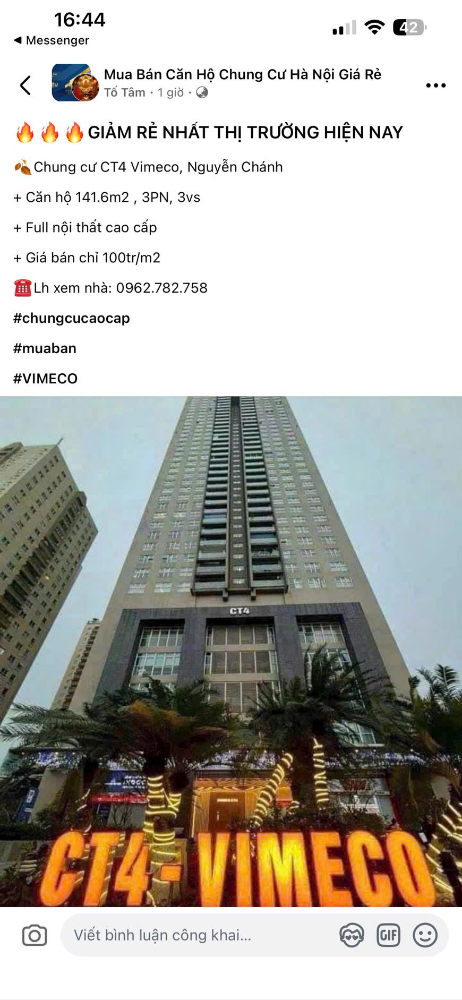 16:44
◀ Messenger
42
Mua Bán Căn Hộ Chung Cư Hà Nội Giá Rẻ
Tố Tâm · 1 giờ ·
🔥🔥🔥GIẢM RẺ NHẤT THỊ TRƯỜNG HIỆN NAY
🍂Chung cư CT4 Vimeco, Nguyễn Chánh
+ Căn hộ 141.6m2 , 3PN, 3vs
+ Full nội thất cao cấp
+ Giá bán chỉ 100tr/m2
☎️Lh xem nhà: 0962.782.758
#chungcucaocap
#muaban
#VIMECO
CT4
CT4-VIMECO
Viết bình luận công khai...
GIF